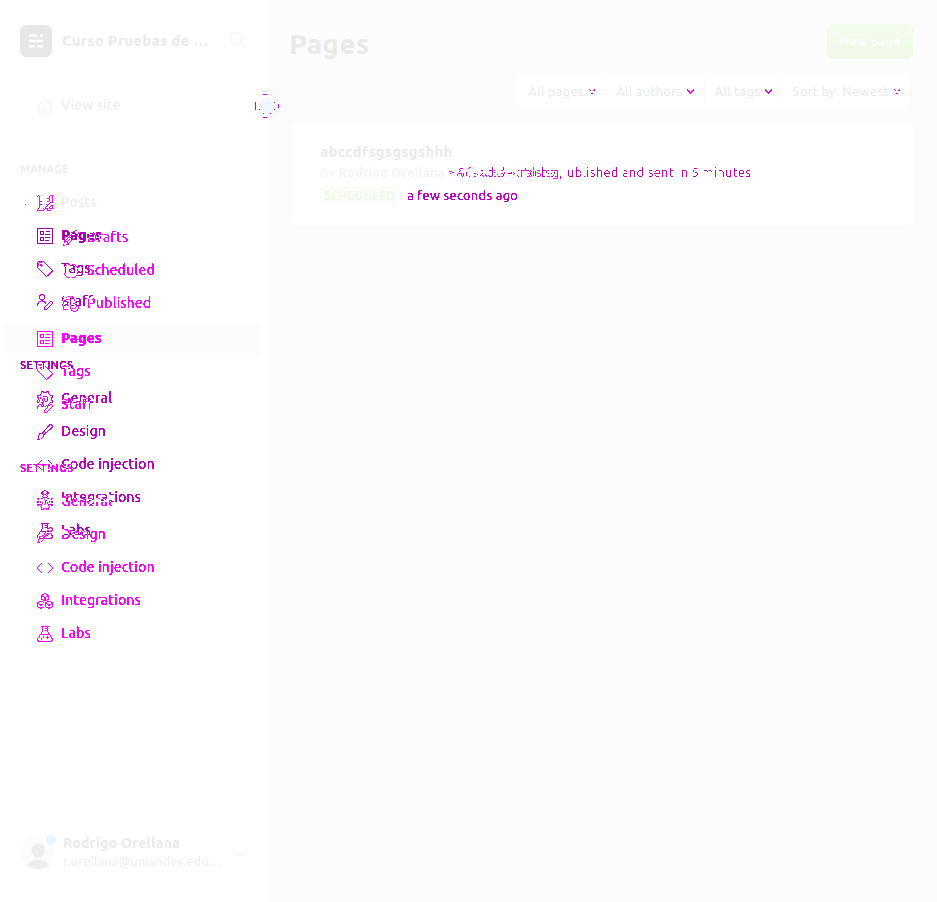 Curso Pruebas de ...
View site
MANAGE
Posts
Pages
Drafts
Tags
Scheduled
Staff
Published
Pages
SETTINGS
Tags
General
Staff
Design
Code injection
SETTINGS
Integrations
General
Labs
Design
Code injection
Integrations
Labs
Rodrigo Orellana
r.orellana@uniandes.edu...
Pages
New page
All pages
All authors
All tags
Sort by: Newest
abccdfsgsgsgshhh
By Rodrigo Orellana
and sent in 5 minutes
SCHEDULED
a few seconds ago